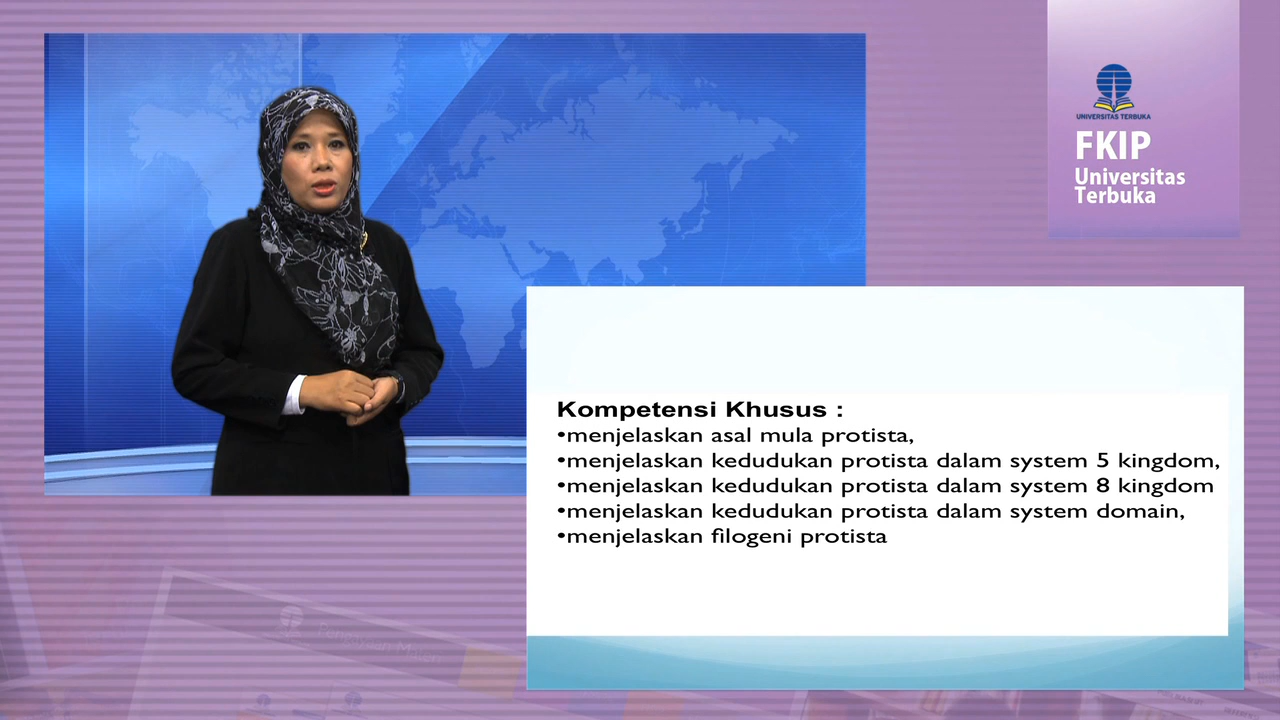 UNIVERSITAS TERBUKA
FKIP
Universitas
Terbuka
Kompetensi Khusus :
•menjelaskan asal mula protista,
•menjelaskan kedudukan protista dalam system 5 kingdom,
•menjelaskan kedudukan protista dalam system 8 kingdom
•menjelaskan kedudukan protista dalam system domain,
•menjelaskan filogeni protista